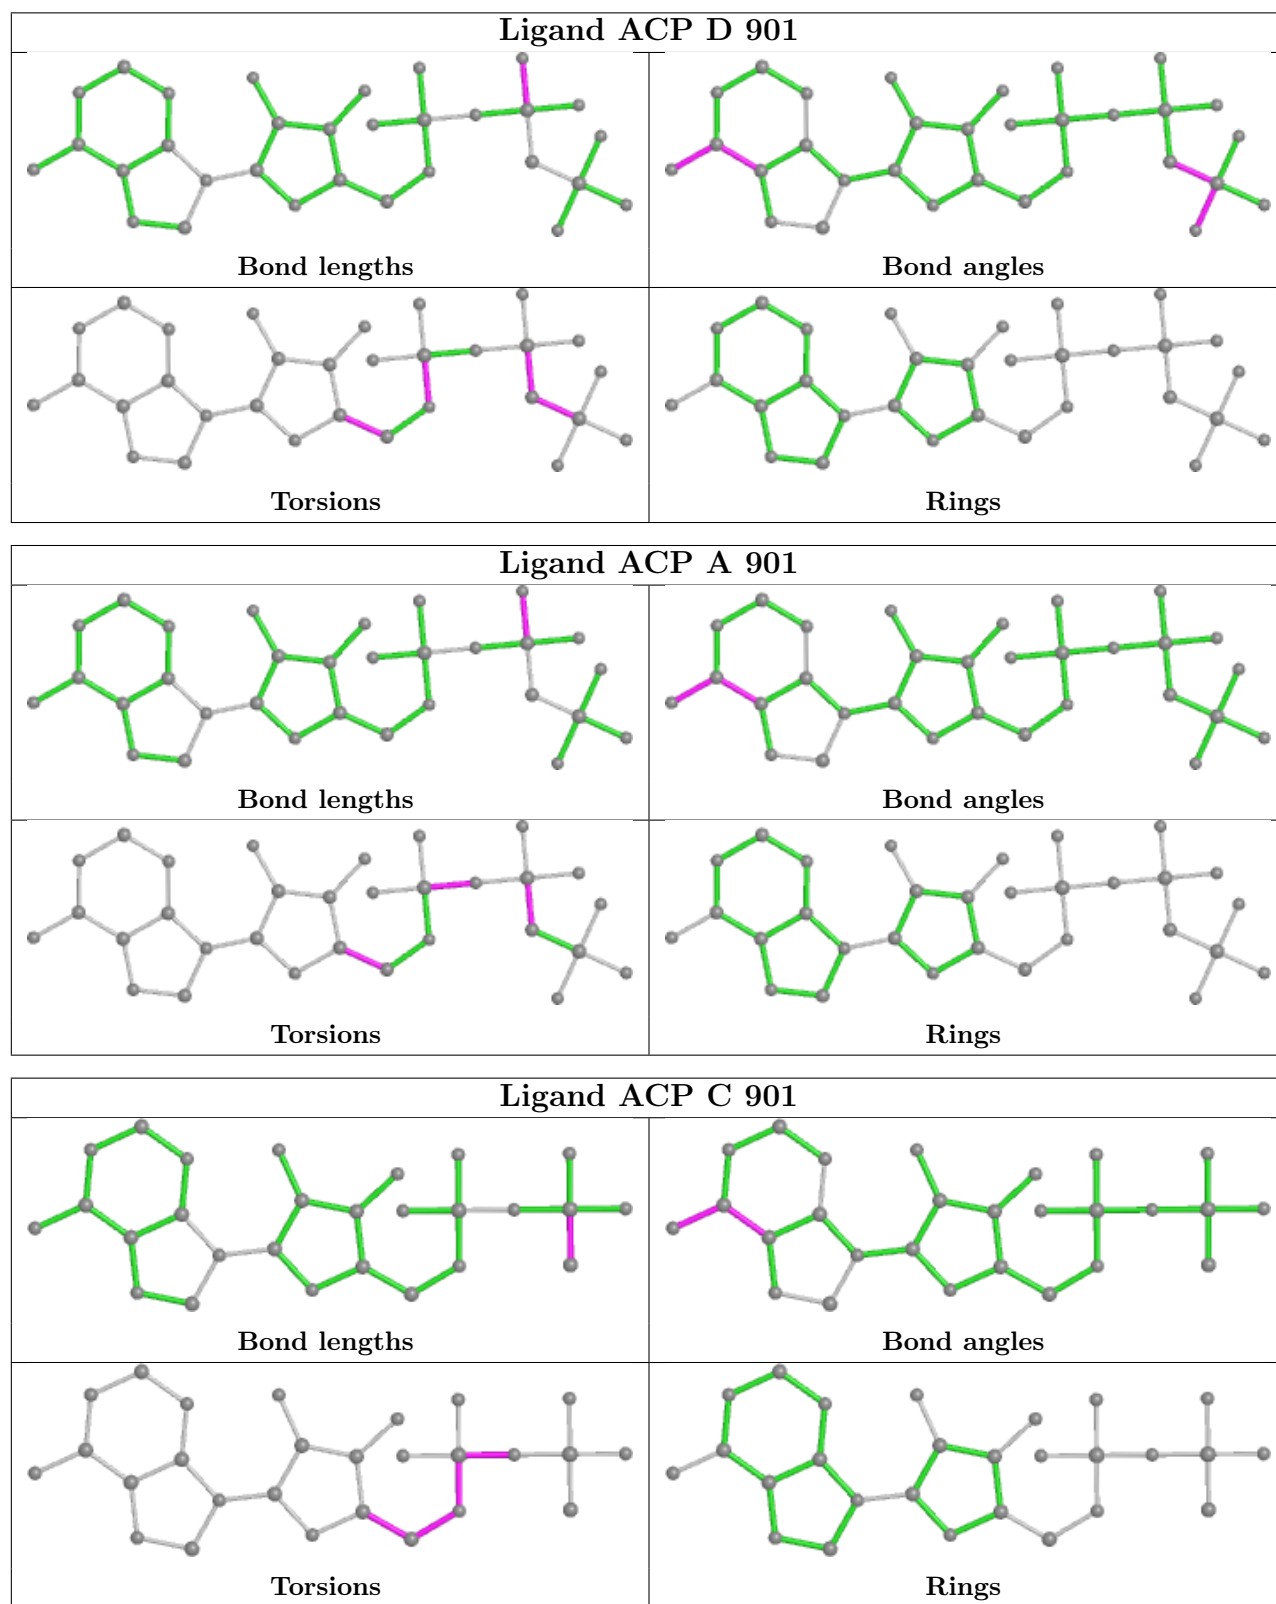 Ligand ACP D 901
Bond lengths
Bond angles
Torsions
Rings
Ligand ACP A 901
Bond lengths
Bond angles
Torsions
Rings
Ligand ACP C 901
Bond lengths
Bond angles
Torsions
Rings